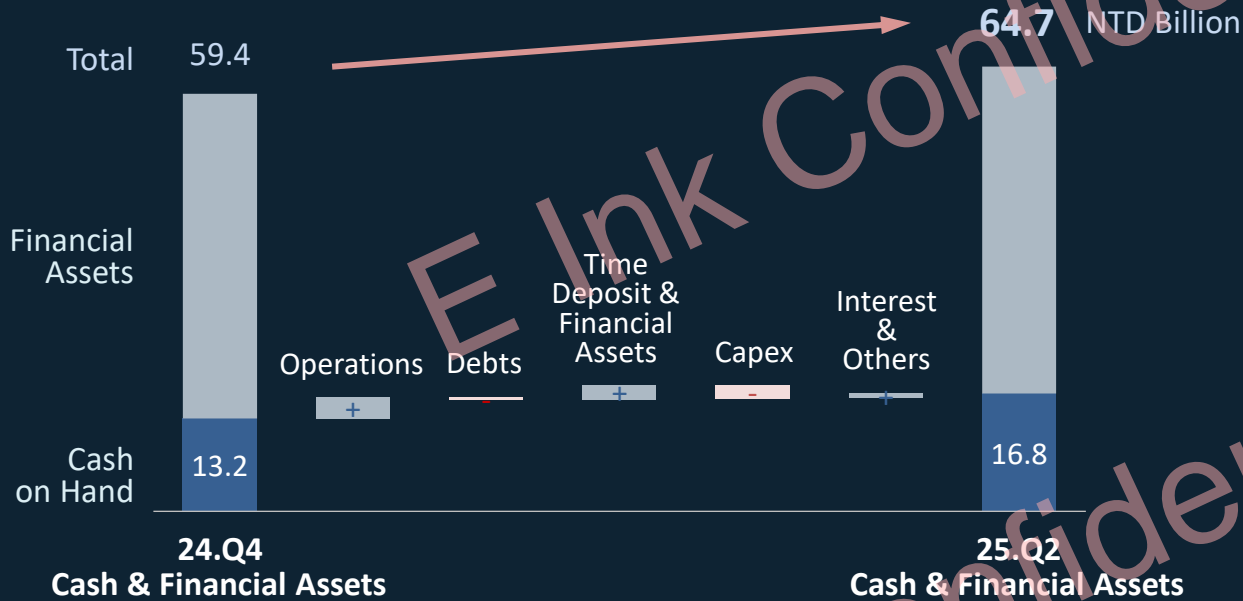 Total
59.4
64.7 NTD Billion
Financial
Assets
Operations
+
Debts
-
Time
Deposit &
Financial
Assets
+
Capex
-
Interest
&
Others
+
Cash
on Hand
13.2
16.8
24.Q4
Cash & Financial Assets
25.Q2
Cash & Financial Assets
E Ink Confide
onfiden